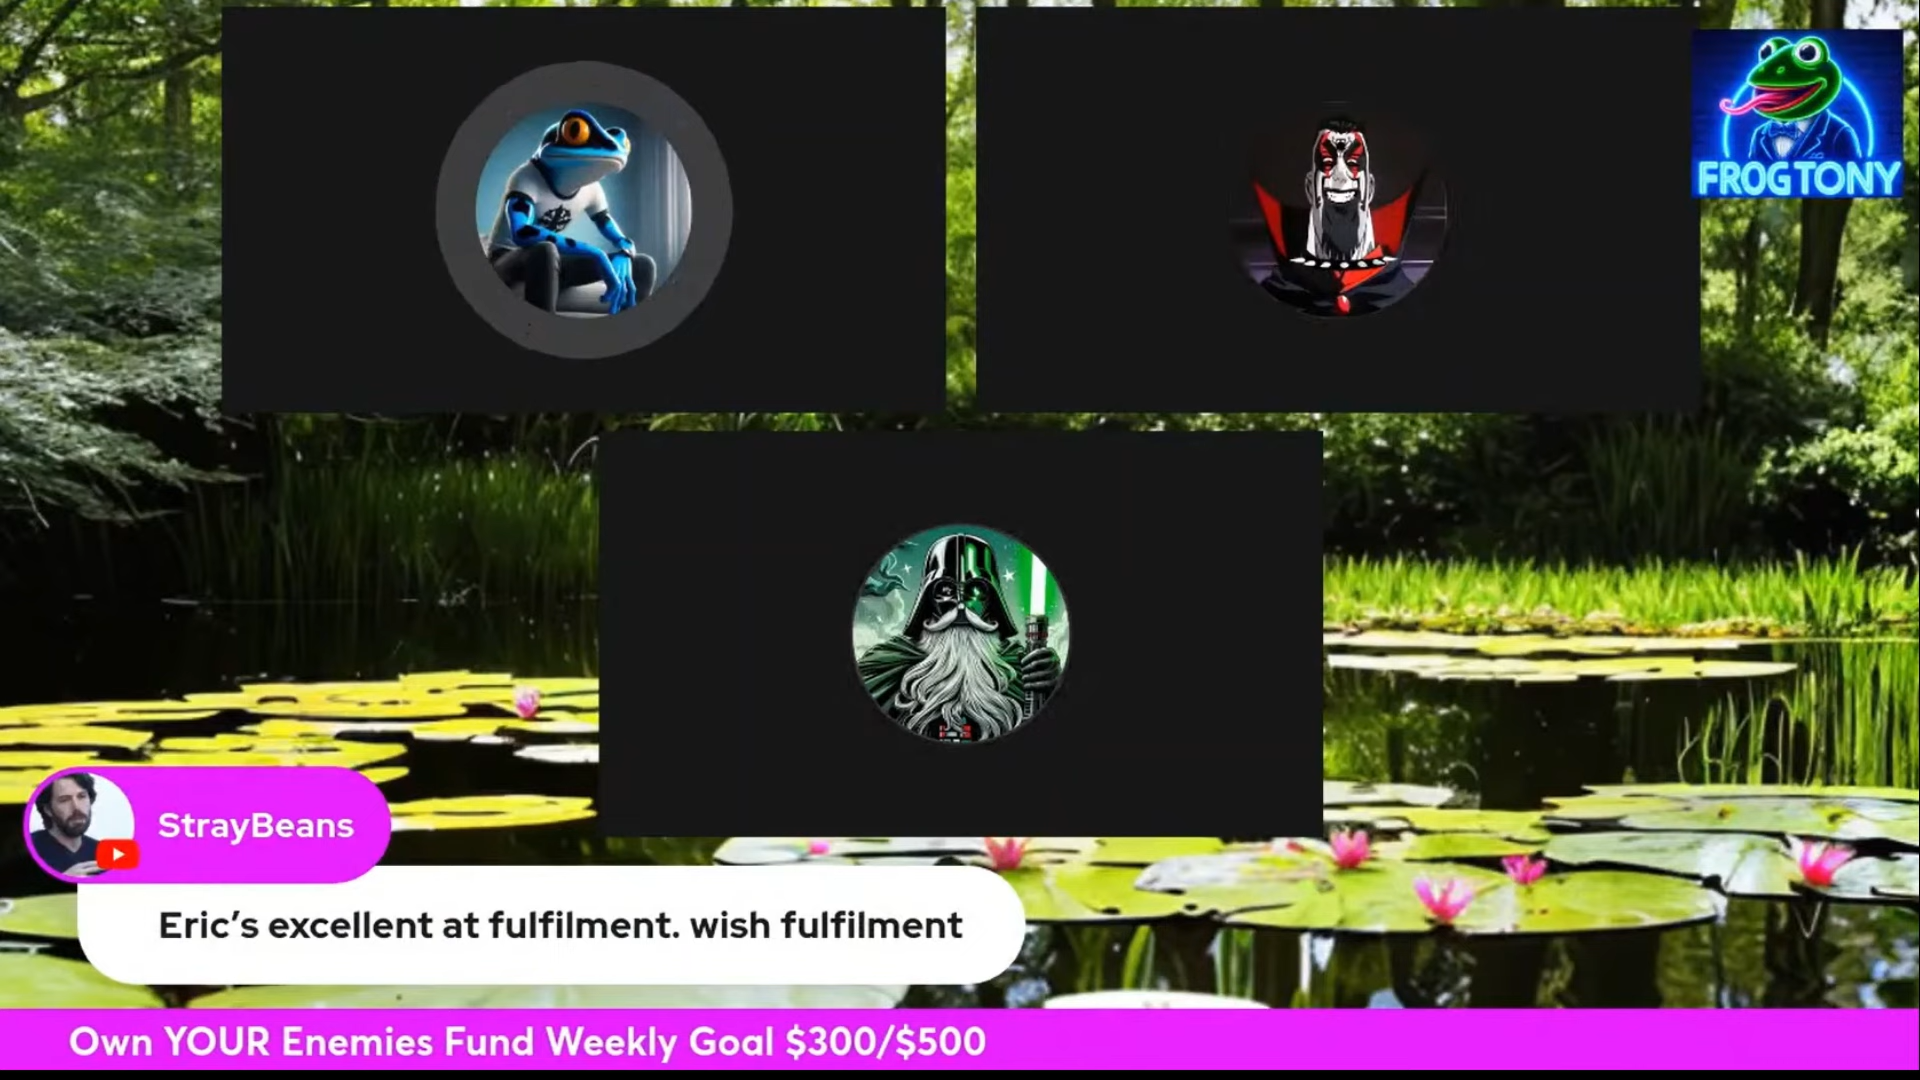 FROGTONY
StrayBeans
Eric’s excellent at fulfilment. wish fulfilment
Own YOUR Enemies Fund Weekly Goal $300/$500